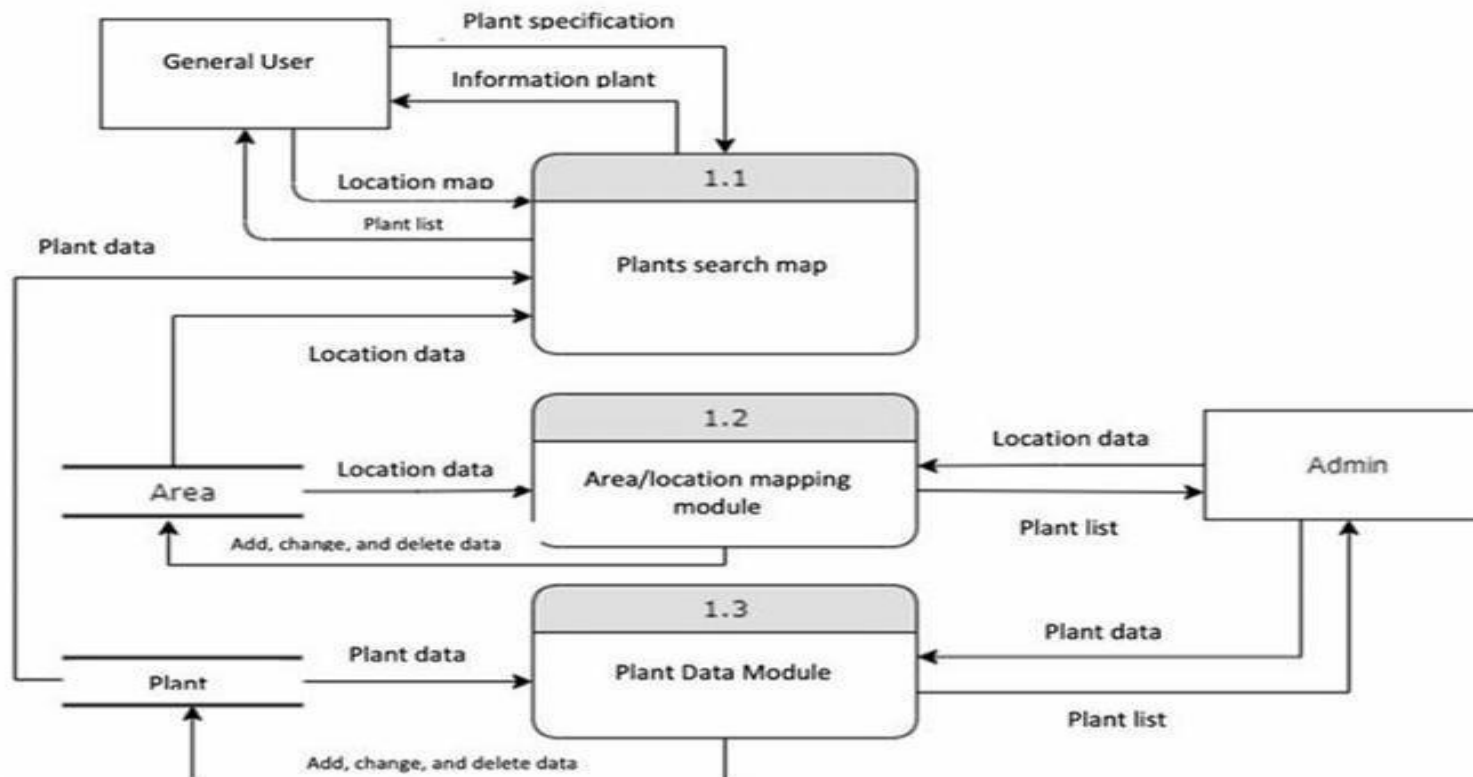 Plant specification
General User
Information plant
1.1
Location map
Plant list
Plant data
Plants search map
Location data
1.2
Location data
Location data
Area/location mapping
module
Admin
Area
Plant list
Add, change, and delete data
1.3
Plant data
Plant data
Plant Data Module
Plant
Plant list
Add, change, and delete data